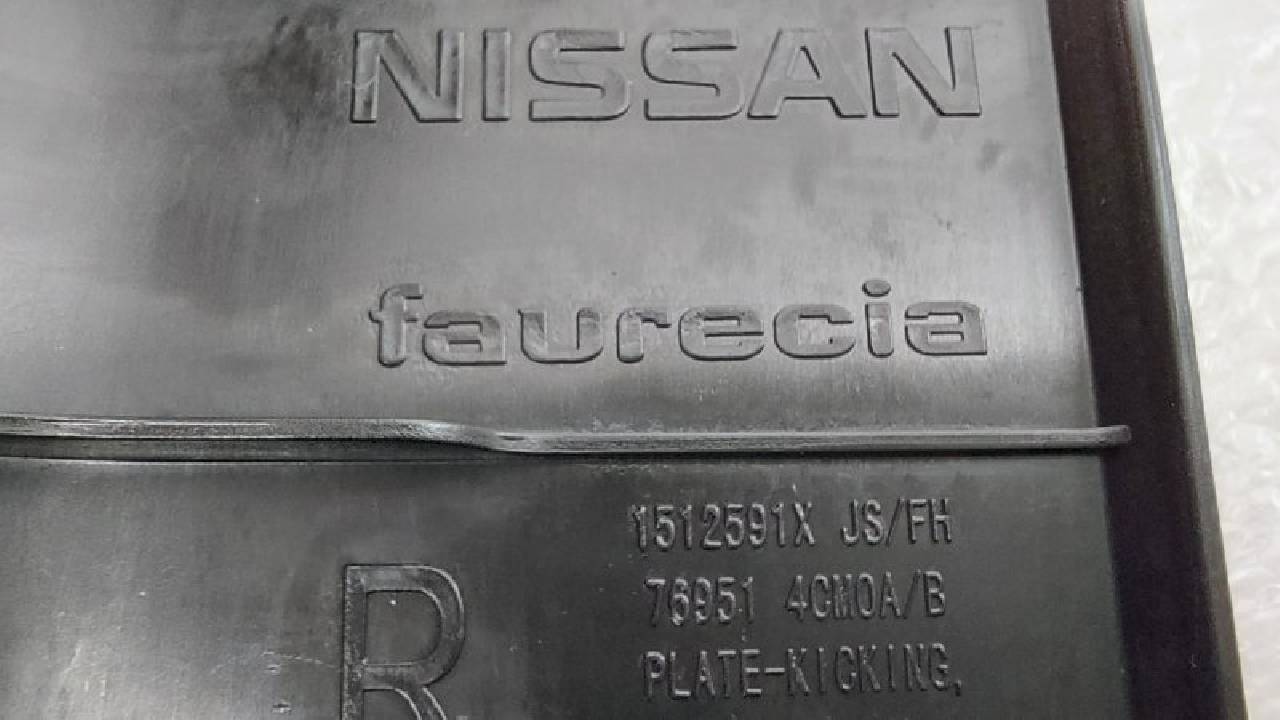 NISSAN
faurecia
1512591X JS/FH
76951 4CM0A/B
R
PLATE-KICKING,